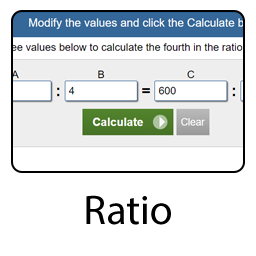 Modify the values and click the Calculate
values below to calculate the fourth in the ratio
A B C
: 4 = 600 :
Calculate Clear
Ratio